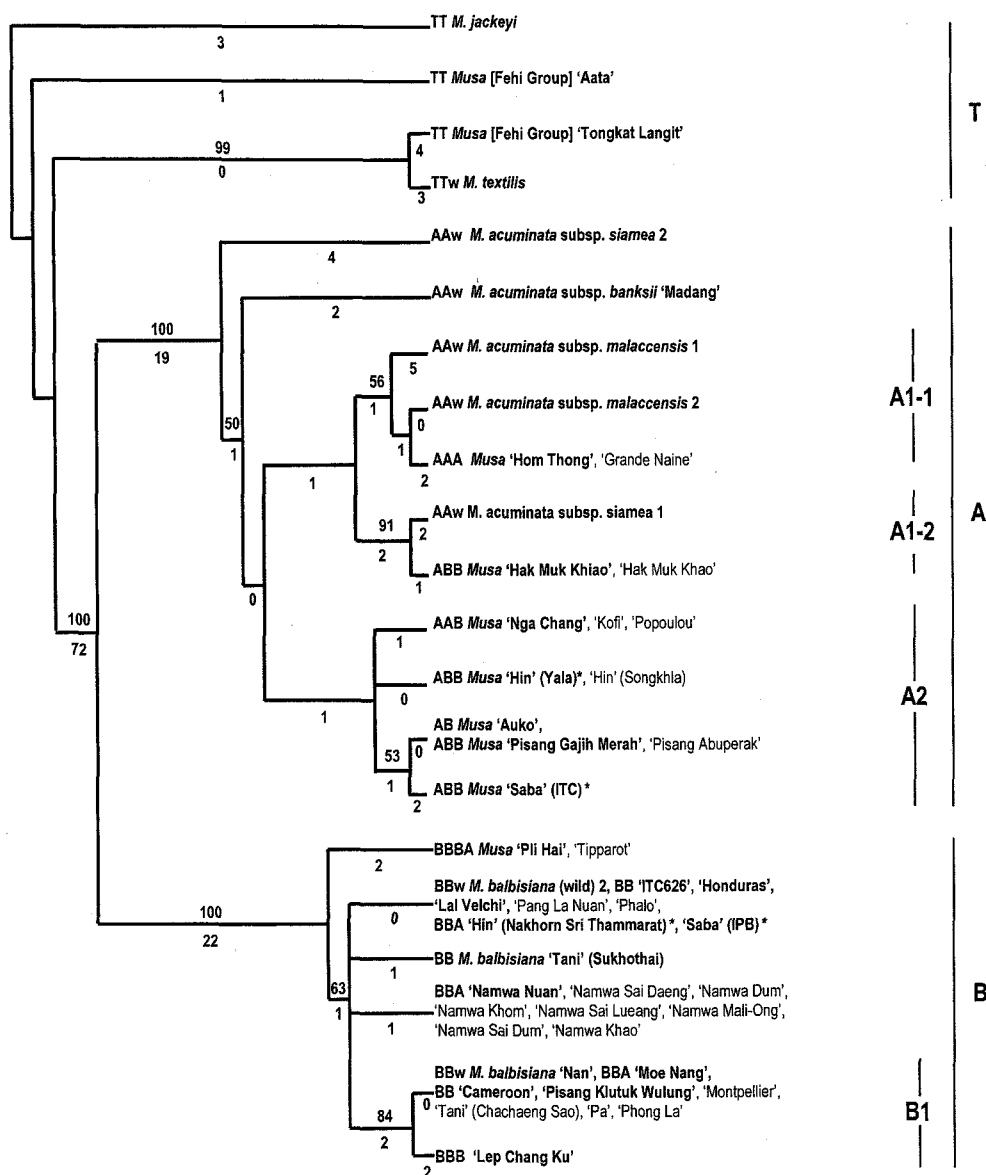 TT M. jackeyi
3
TT Musa [Fehi Group] ‘Aata’
1
T
TT Musa [Fehi Group] ‘Tongkat Langit’
99
4
0
TTw M. textilis
3
AAw M. acuminata subsp. siamea 2
4
AAw M. acuminata subsp. banksii ‘Madang’
2
100
19
AAw M. acuminata subsp. malaccensis 1
5
56
1
A1-1
AAw M. acuminata subsp. malaccensis 2
0
50
1
1
AAA Musa ‘Hom Thong’, ‘Grande Naine’
2
1
A
AAw M. acuminata subsp. siamea 1
91
2
2
A1-2
ABB Musa ‘Hak Muk Khiao’, ‘Hak Muk Khao’
1
0
100
72
AAB Musa ‘Nga Chang’, ‘Kofi’, ‘Popoulou’
1
ABB Musa ‘Hin’ (Yala)*, ‘Hin’ (Songkhla)
0
A2
1
AB Musa ‘Auko’,
ABB Musa ‘Pisang Gajih Merah’, ‘Pisang Abuperak’
53
0
1
ABB Musa ‘Saba’ (ITC) *
2
BBBA Musa ‘Pli Hai’, ‘Tipparot’
2
BBw M. balbisiana (wild) 2, BB ‘ITC626’, ‘Honduras’,
‘Lal Velchi’, ‘Pang La Nuan’, ‘Phalo’,
0
BBA ‘Hin’ (Nakhorn Sri Thammarat) *, ‘Saba’ (IPB) *
100
22
BB M. balbisiana ‘Tani’ (Sukhothai)
1
B
63
1
BBA ‘Namwa Nuan’, ‘Namwa Sai Daeng’, ‘Namwa Dum’,
‘Namwa Khom’, ‘Namwa Sai Lueang’, ‘Namwa Mali-Ong’,
1
‘Namwa Sai Dum’, ‘Namwa Khao’
BBw M. balbisiana ‘Nan’, BBA ‘Moe Nang’,
BB ‘Cameroon’, ‘Pisang Klutuk Wulung’, ‘Montpellier’,
0
‘Tani’ (Chachaeng Sao), ‘Pa’, ‘Phong La’
B1
84
2
BBB ‘Lep Chang Ku’
2